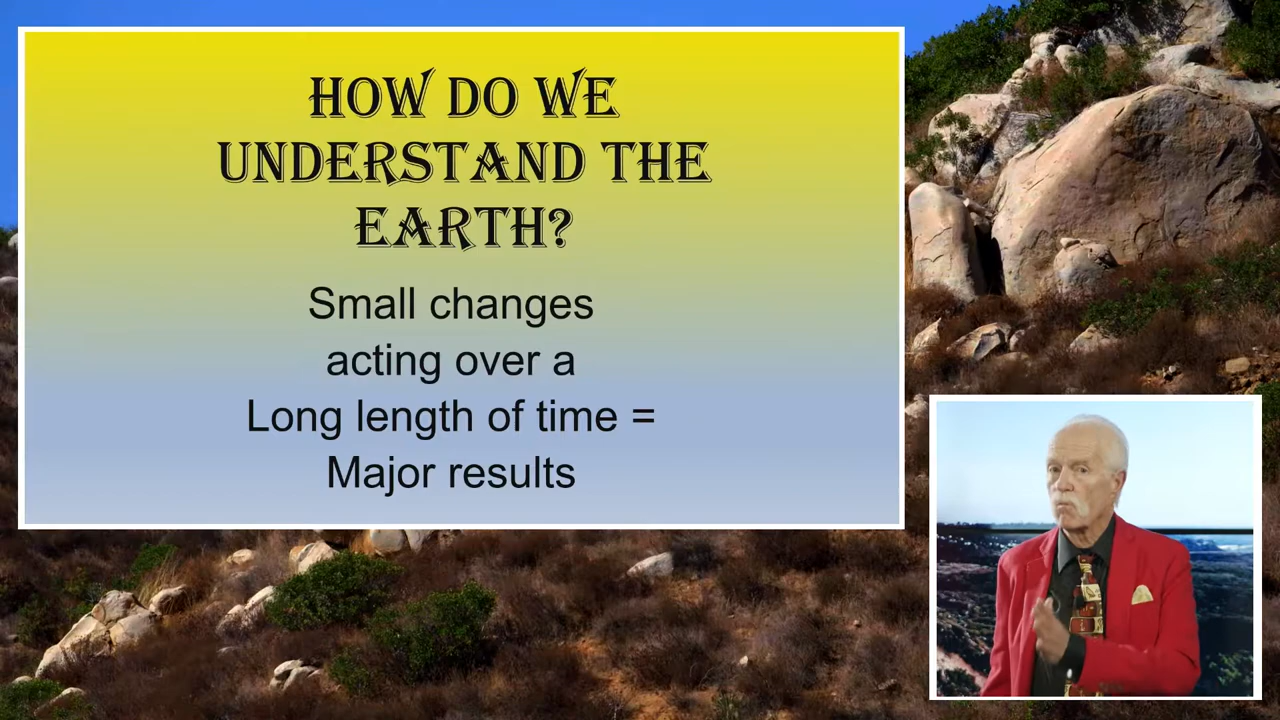 HOW DO WE
UNDERSTAND THE
EARTH?
Small changes
acting over a
Long length of time =
Major results